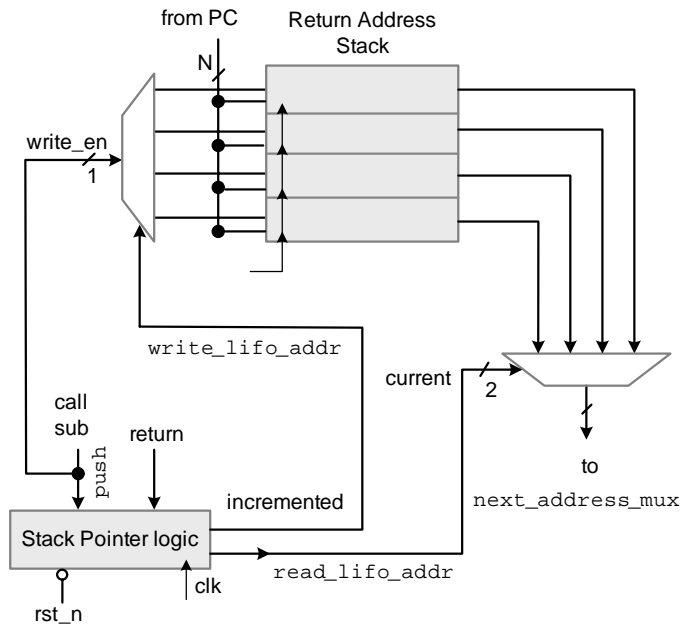 from PC
Return Address
Stack
N
write_en
1
write_lifo_addr
current
2
call
sub
return
push
to
next_address_mux
incremented
Stack Pointer logic
read_lifo_addr
clk
rst_n